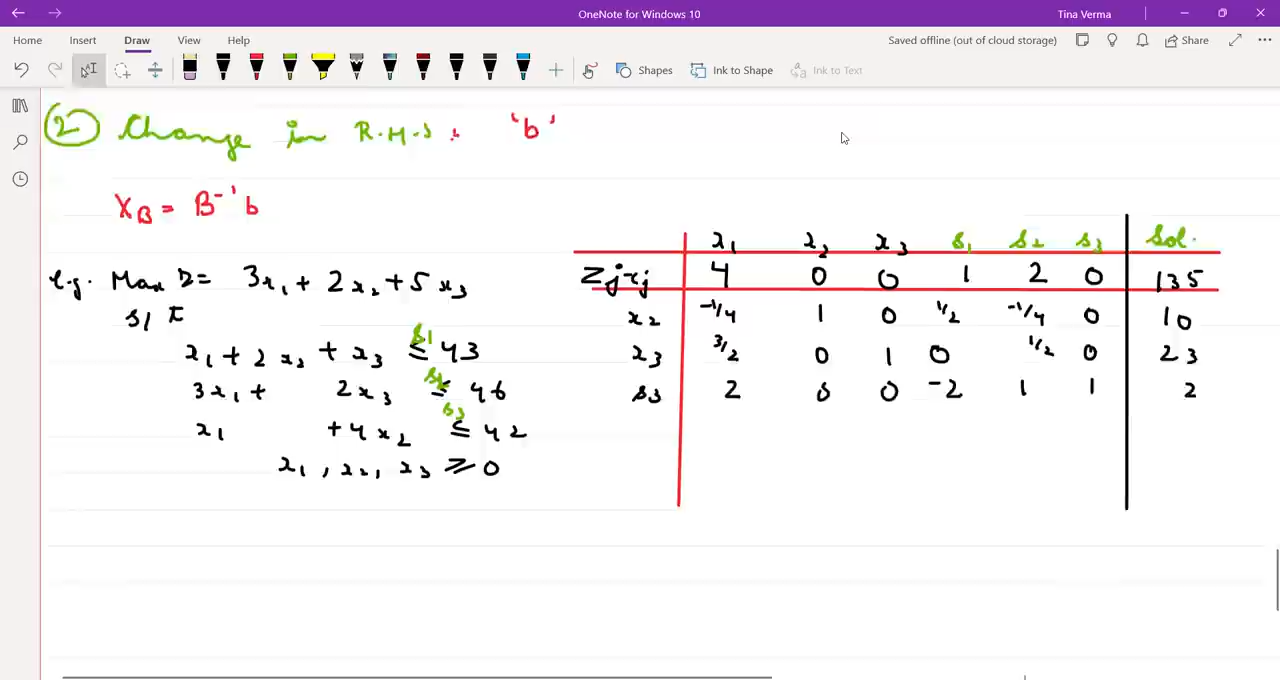 OneNote for Windows 10
Tina Verma
Home Insert Draw View Help
Saved offline (out of cloud storage)
Share
Shapes
Ink to Shape
Ink to Text
② Change in R.H.S. 'b'
X_B = B⁻¹b
e.g. Max Z = 3x₁ + 2x₂ + 5x₃
s/t
x₁ + 2x₂ + x₃ ≤ 43 s₁
3x₁ + 2x₃ ≤ 46 s₂
x₁ + 4x₂ ≤ 42 s₃
x₁, x₂, x₃ ≥ 0
x₁ x₂ x₃ s₁ s₂ s₃ Sol.
Zj-cj 4 0 0 1 2 0 135
x₂ -1/4 1 0 1/2 -1/4 0 10
x₃ 3/2 0 1 0 1/2 0 23
s₃ 2 0 0 -2 1 1 2